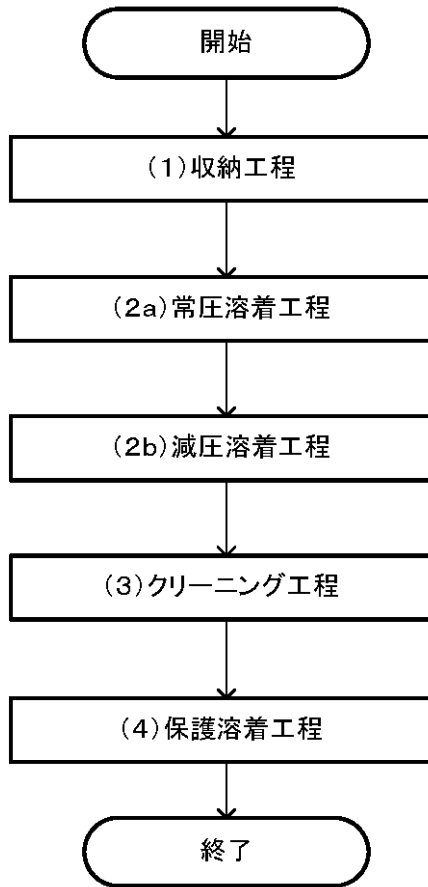 開始
(1)収納工程
(2a)常圧溶着工程
(2b)減圧溶着工程
(3)クリーニング工程
(4)保護溶着工程
終了